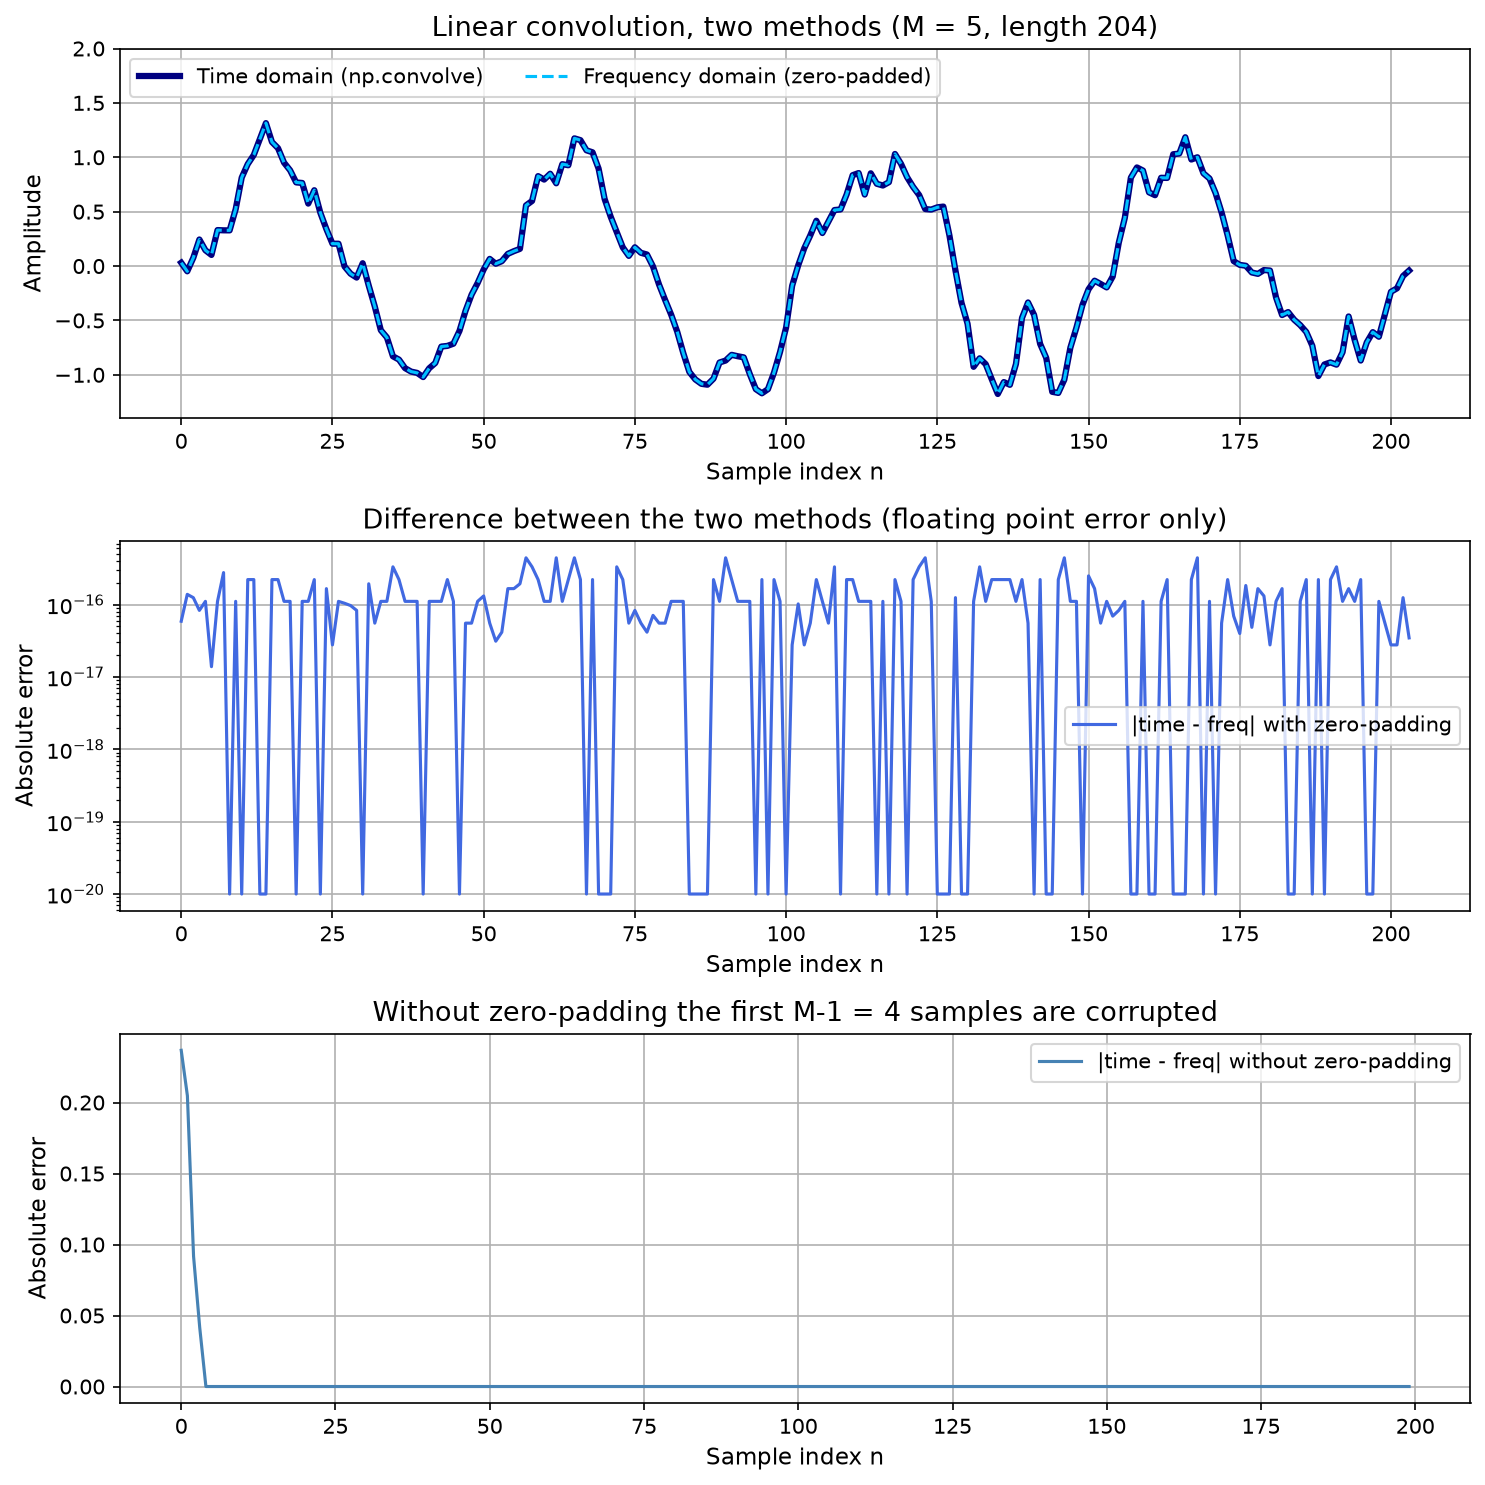 Linear convolution, two methods (M = 5, length 204)
Time domain (np.convolve) Frequency domain (zero-padded)
Amplitude
2.0
1.5
1.0
0.5
0.0
−0.5
−1.0
0 25 50 75 100 125 150 175 200
Sample index n
Difference between the two methods (floating point error only)
|time - freq| with zero-padding
Absolute error
10⁻¹⁶
10⁻¹⁷
10⁻¹⁸
10⁻¹⁹
10⁻²⁰
0 25 50 75 100 125 150 175 200
Sample index n
Without zero-padding the first M-1 = 4 samples are corrupted
|time - freq| without zero-padding
Absolute error
0.20
0.15
0.10
0.05
0.00
0 25 50 75 100 125 150 175 200
Sample index n